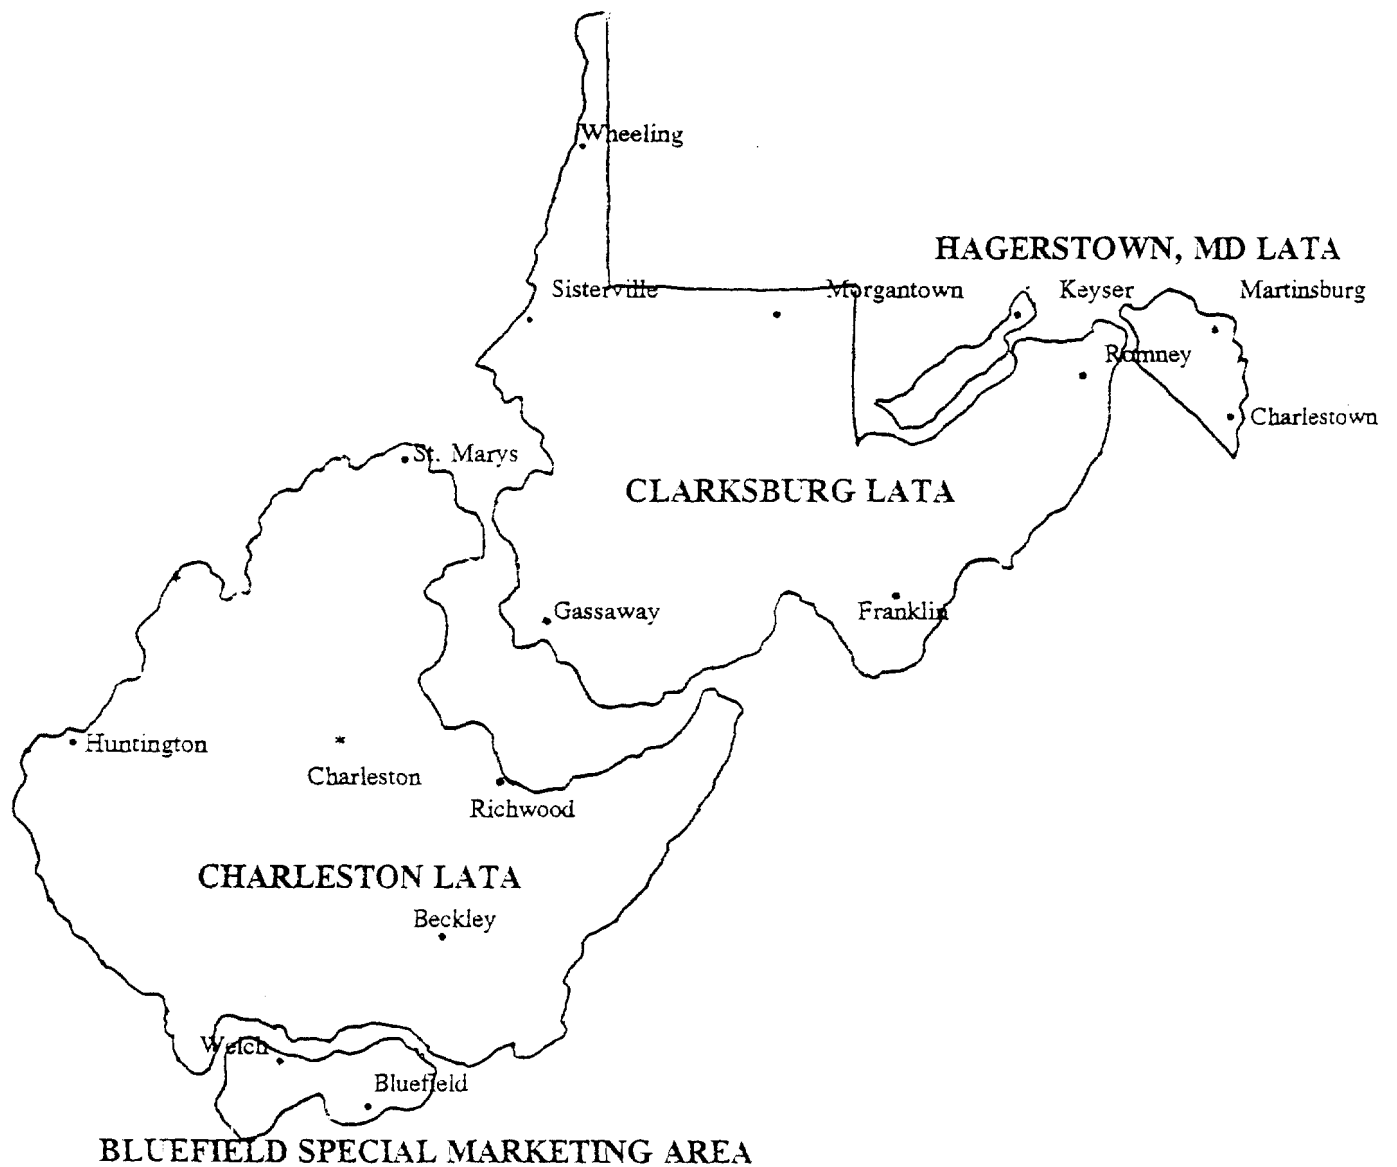 Wheeling
HAGERSTOWN, MD LATA
Sisterville
Morgantown
Keyser
Martinsburg
Romney
Charlestown
St. Marys
CLARKSBURG LATA
Gassaway
Franklin
Huntington
*
Charleston
Richwood
CHARLESTON LATA
Beckley
Welch
Bluefield
BLUEFIELD SPECIAL MARKETING AREA